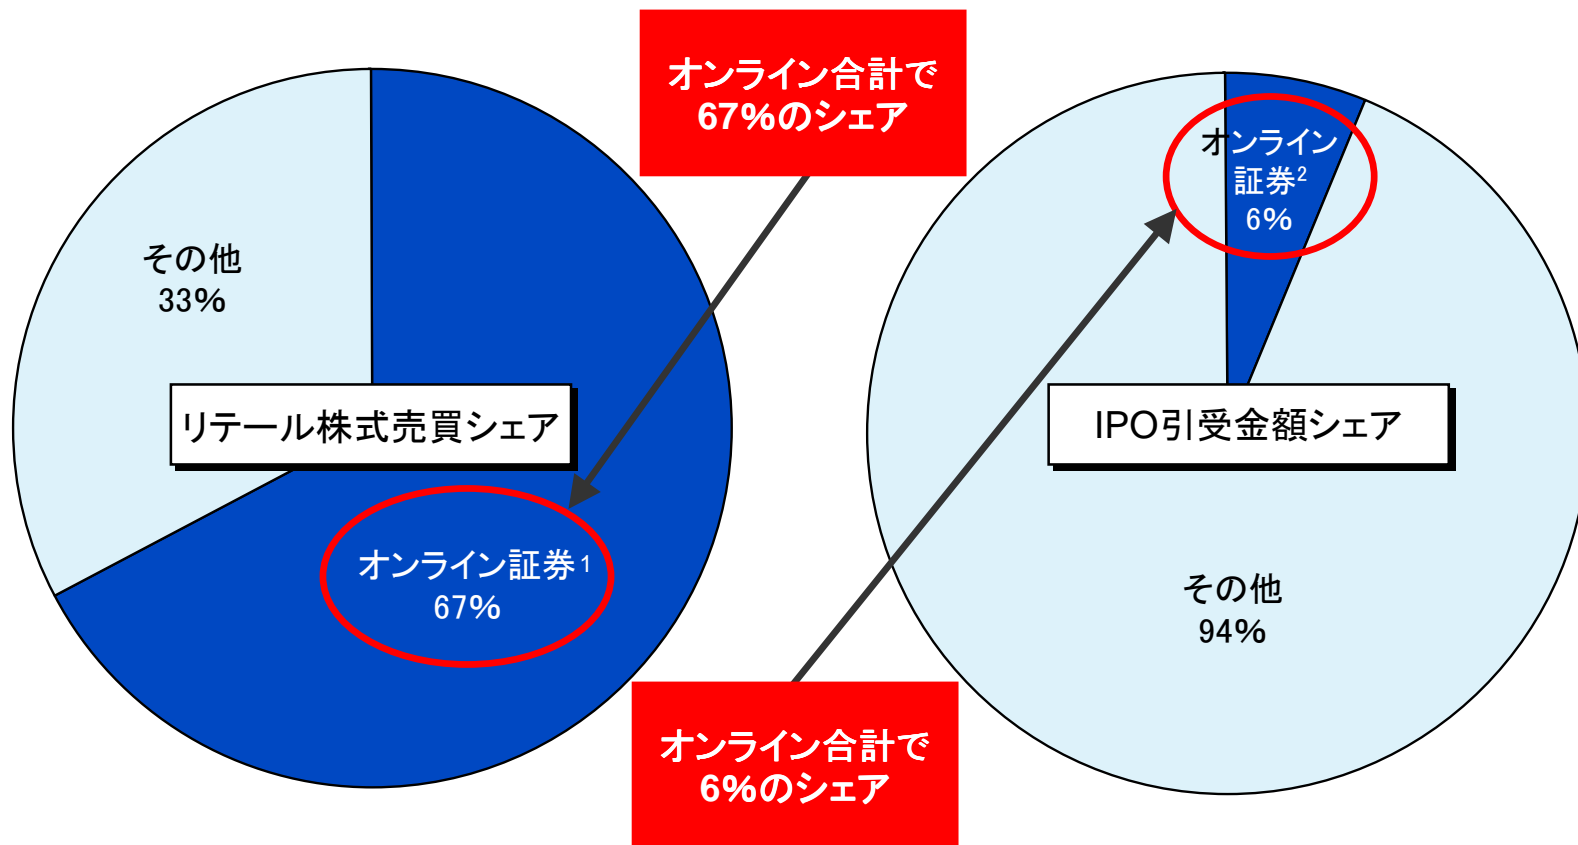 オンライン合計で
67%のシェア
その他
33%
リテール株式売買シェア
オンライン証券1
67%
オンライン
証券2
6%
IPO引受金額シェア
その他
94%
オンライン合計で
6%のシェア